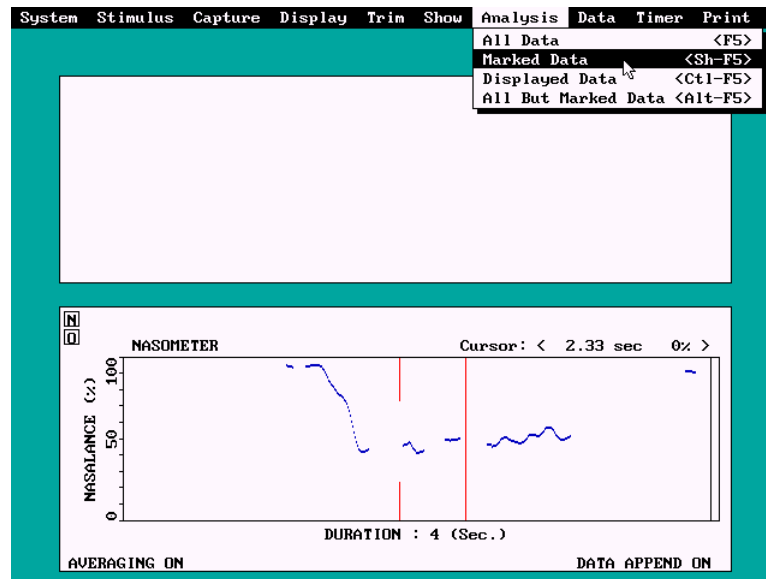 System Stimulus Capture Display Trim Show Analysis Data Timer Print
All Data <F5>
Marked Data <Sh-F5>
Displayed Data <Ctl-F5>
All But Marked Data <Alt-F5>
N
O
NASOMETER Cursor: < 2.33 sec 0% >
NASALANCE (%)
100
50
0
DURATION : 4 (Sec.)
AVERAGING ON DATA APPEND ON